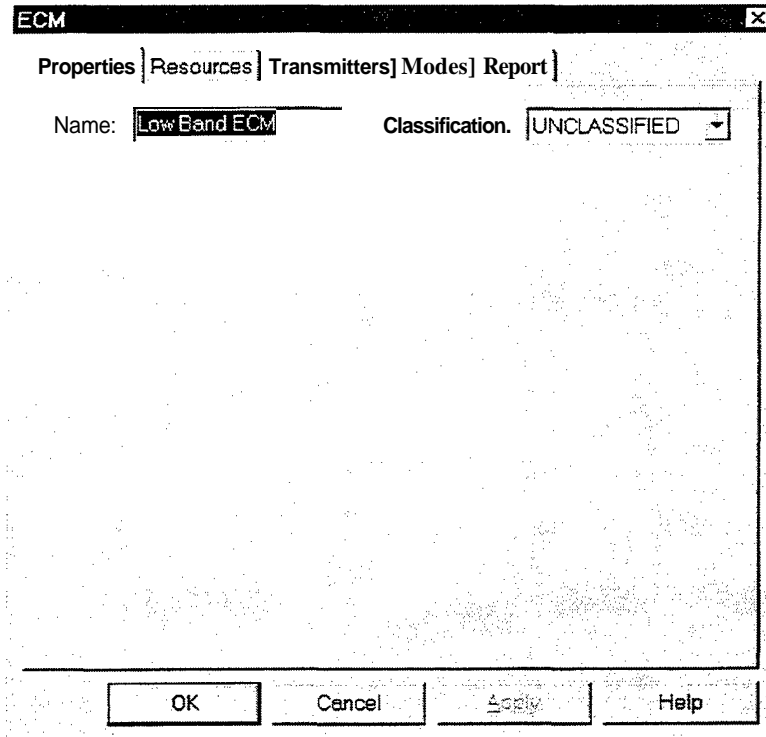 ECM
Properties Resources Transmitters] Modes] Report
Name: Low Band ECM Classification. UNCLASSIFIED
OK Cancel Apply Help